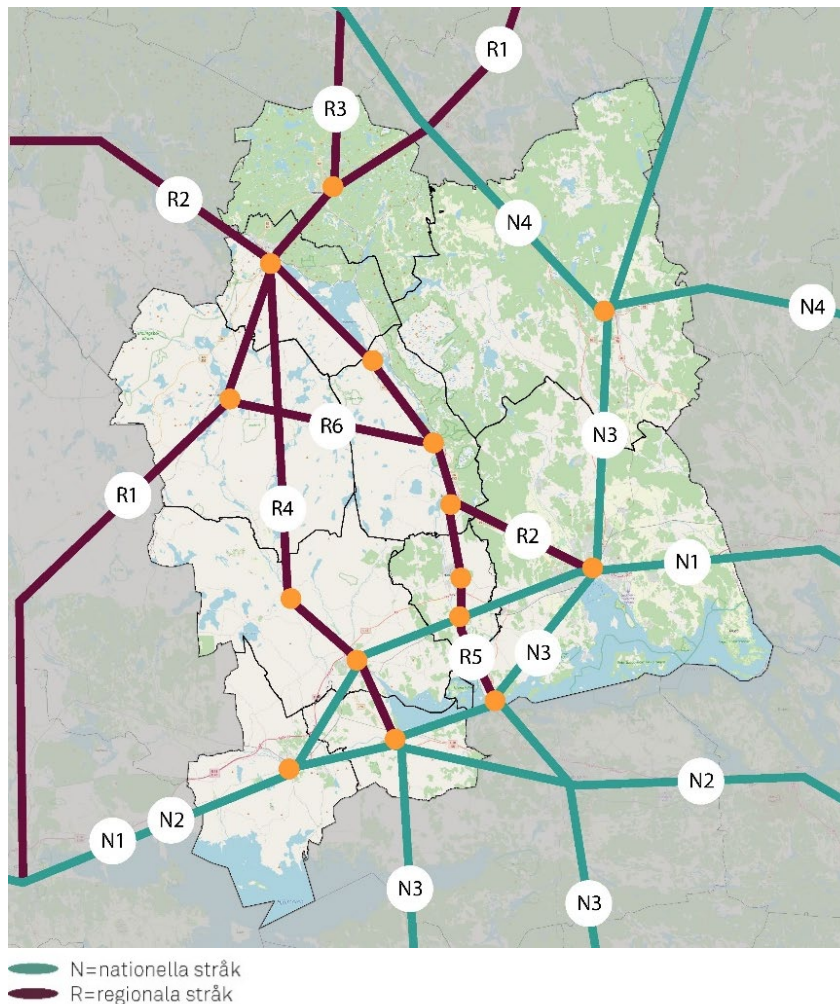 R1
R3
R2
N4
N4
R6
N3
R1
R4
R2
N1
R5
N3
N2
N2
N1
N3
N3
N=nationella stråk
R=regionala stråk